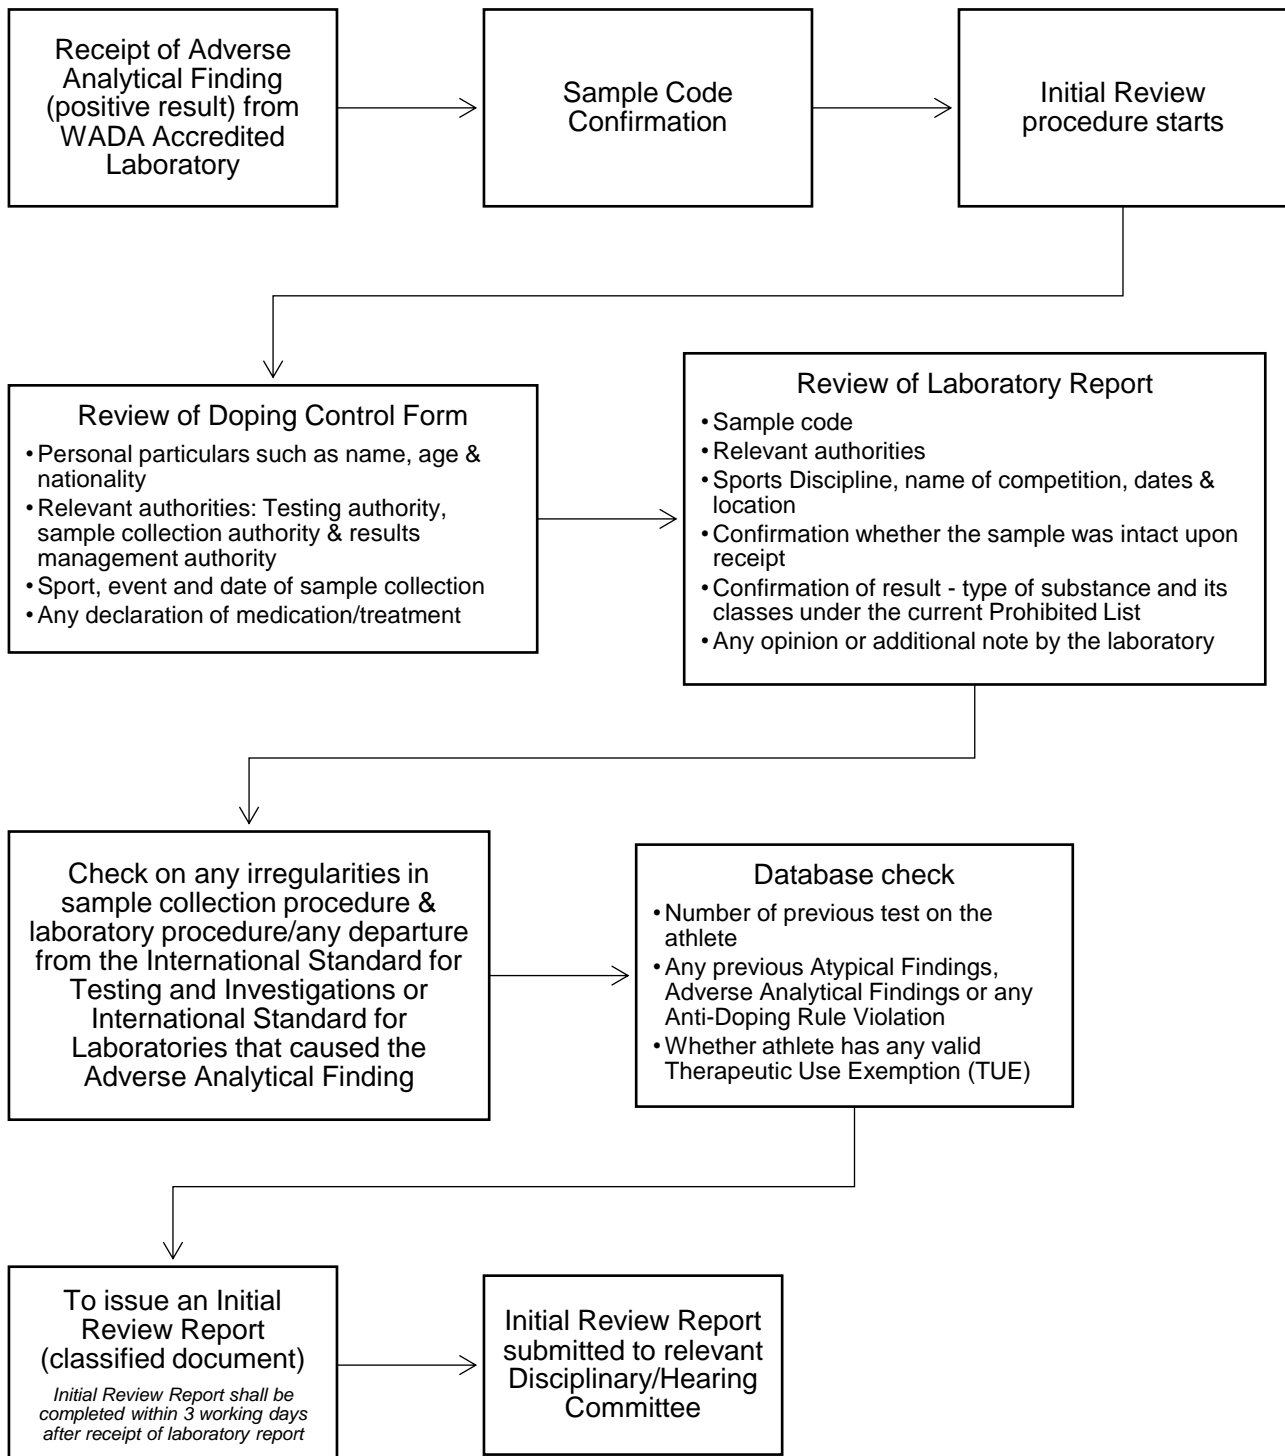 Receipt of Adverse
Analytical Finding
(positive result) from
WADA Accredited
Laboratory
Sample Code
Confirmation
Initial Review
procedure starts
Review of Doping Control Form
• Personal particulars such as name, age &
nationality
• Relevant authorities: Testing authority,
sample collection authority & results
management authority
• Sport, event and date of sample collection
• Any declaration of medication/treatment
Review of Laboratory Report
• Sample code
• Relevant authorities
• Sports Discipline, name of competition, dates &
location
• Confirmation whether the sample was intact upon
receipt
• Confirmation of result - type of substance and its
classes under the current Prohibited List
• Any opinion or additional note by the laboratory
Check on any irregularities in
sample collection procedure &
laboratory procedure/any departure
from the International Standard for
Testing and Investigations or
International Standard for
Laboratories that caused the
Adverse Analytical Finding
Database check
• Number of previous test on the
athlete
• Any previous Atypical Findings,
Adverse Analytical Findings or any
Anti-Doping Rule Violation
• Whether athlete has any valid
Therapeutic Use Exemption (TUE)
To issue an Initial
Review Report
(classified document)
Initial Review Report shall be
completed within 3 working days
after receipt of laboratory report
Initial Review Report
submitted to relevant
Disciplinary/Hearing
Committee